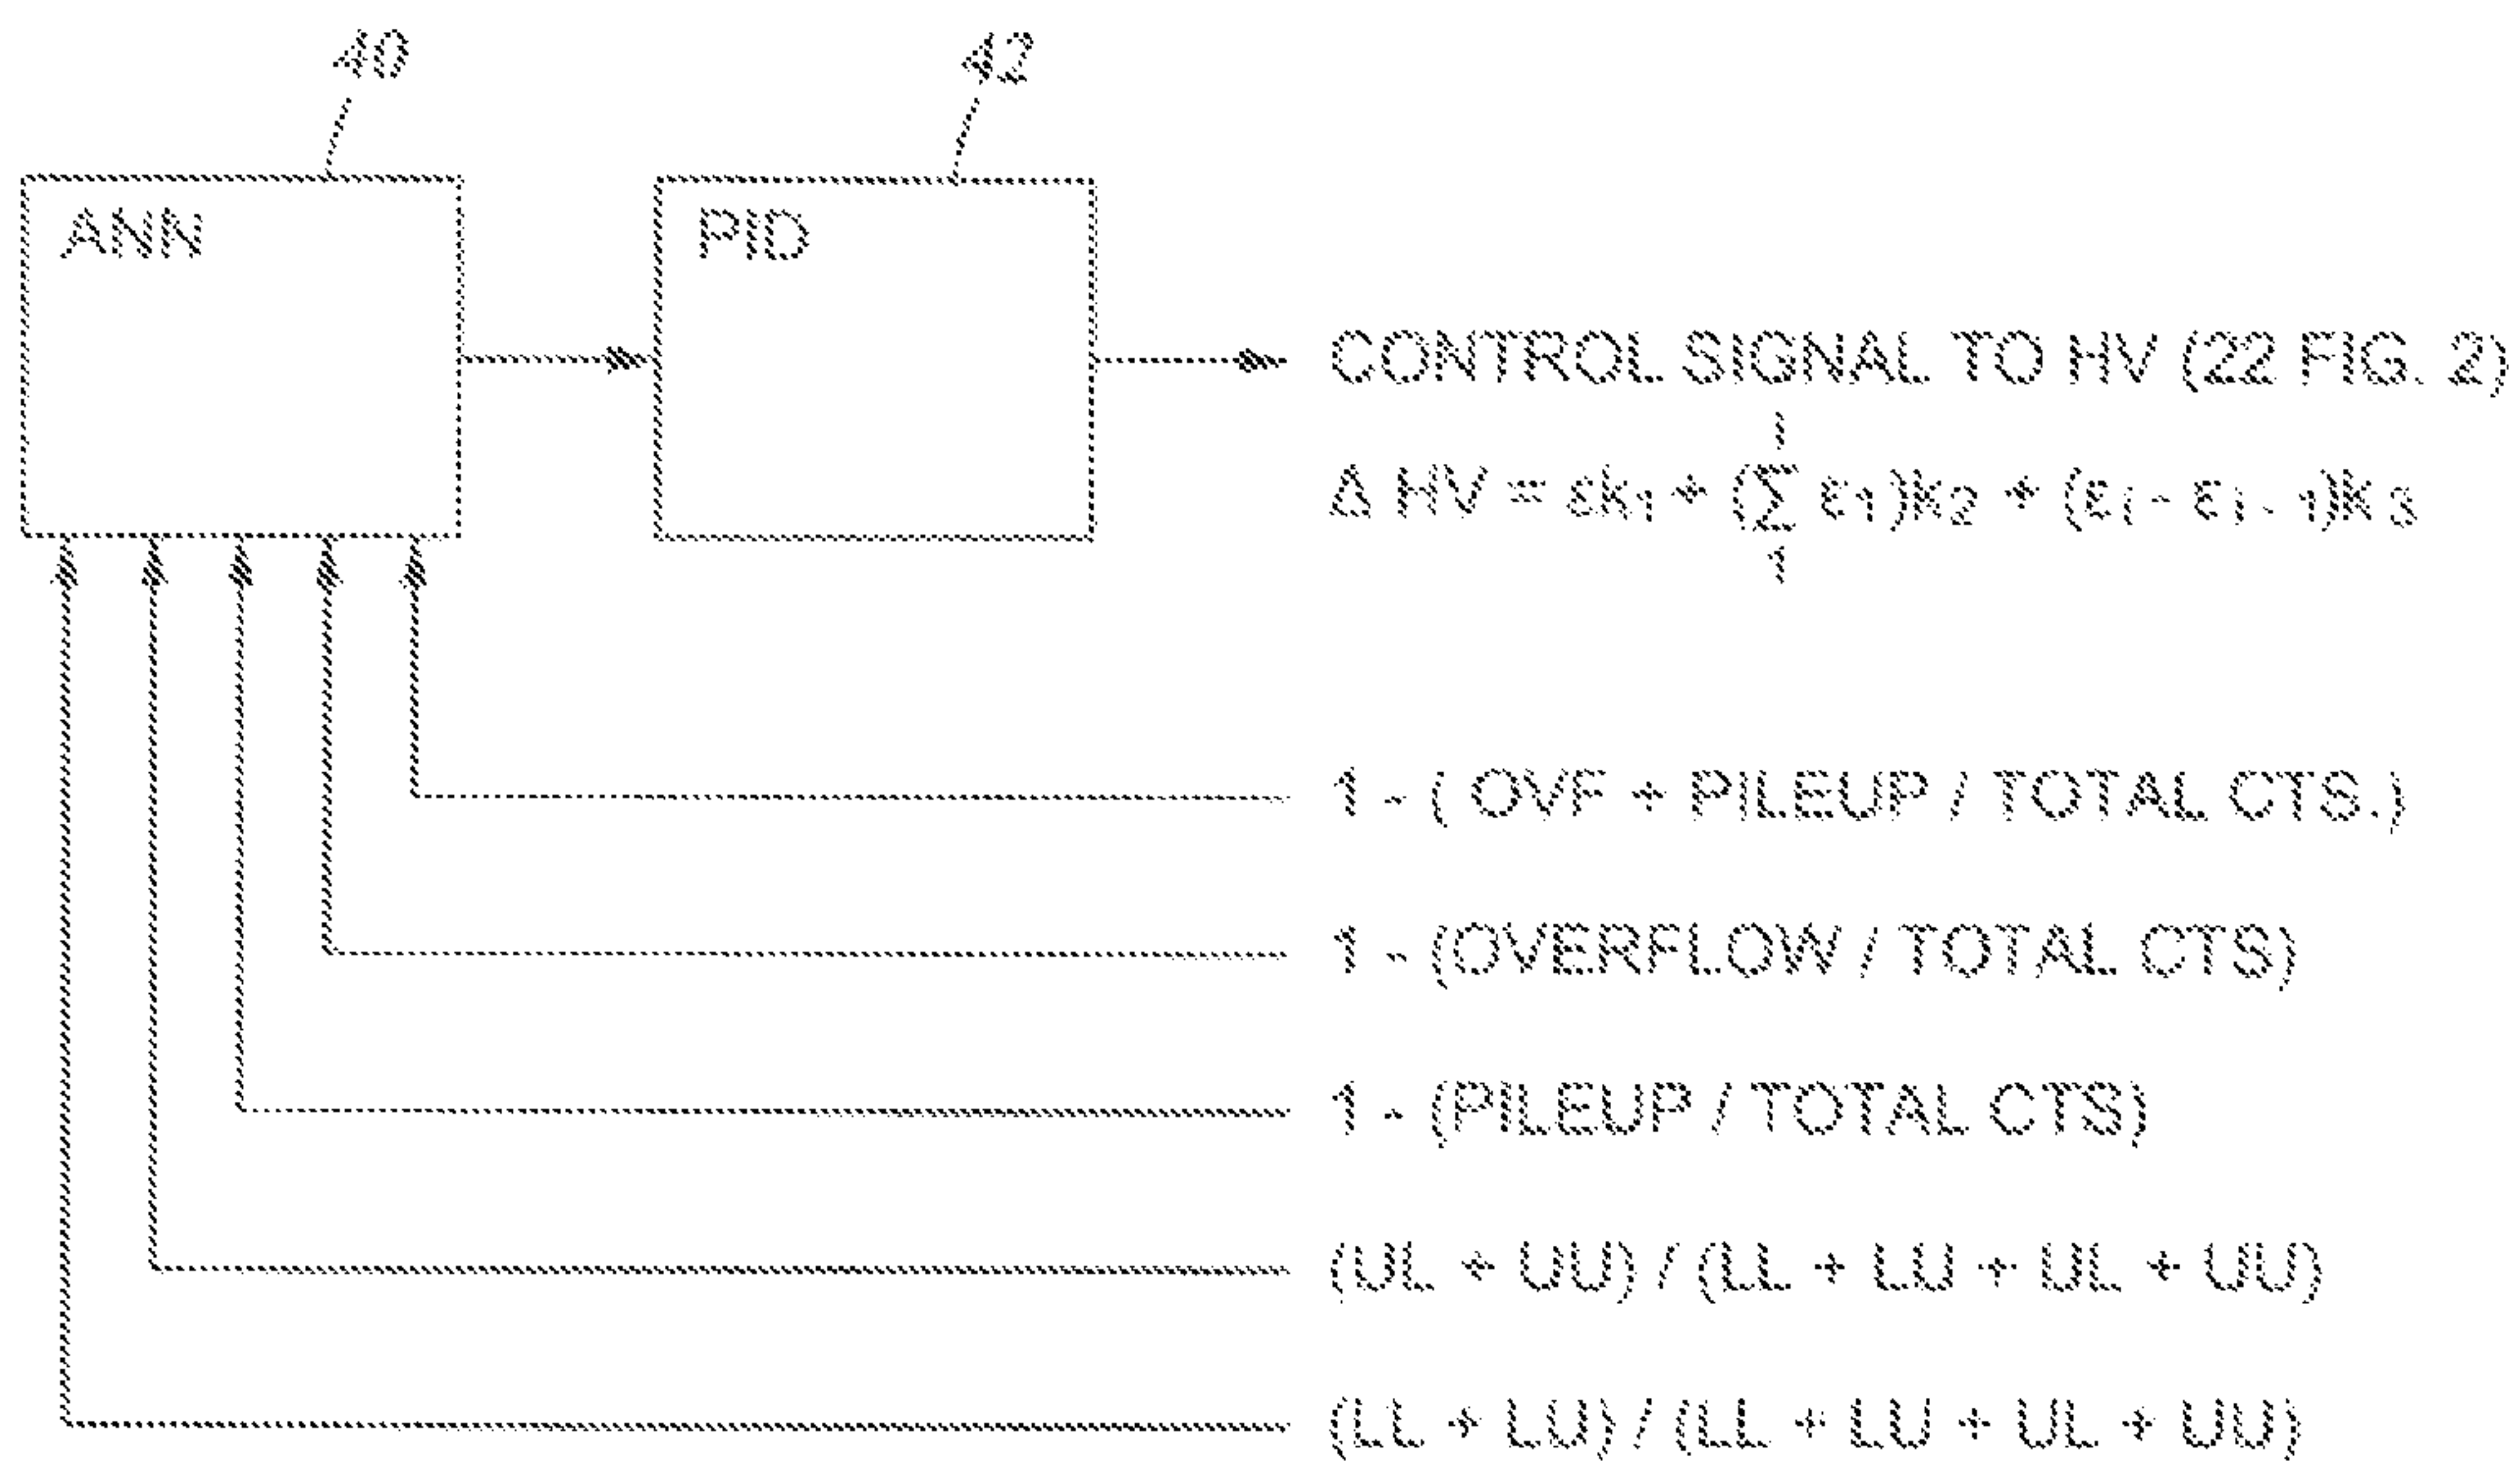 40
42
ANN
PID
CONTROL SIGNAL TO HV (22 FIG. 2)
i
Δ HV = εk₁ + (Σ ε₁)k₂ + (εᵢ - εᵢ - ₁)k₃
1
1 - ( OVF + PILEUP / TOTAL CTS.)
1 - (OVERFLOW / TOTAL CTS)
1 - (PILEUP / TOTAL CTS)
(UL + UU) / (LL + LU + UL + UU)
(LL + LU) / (LL + LU + UL + UU)